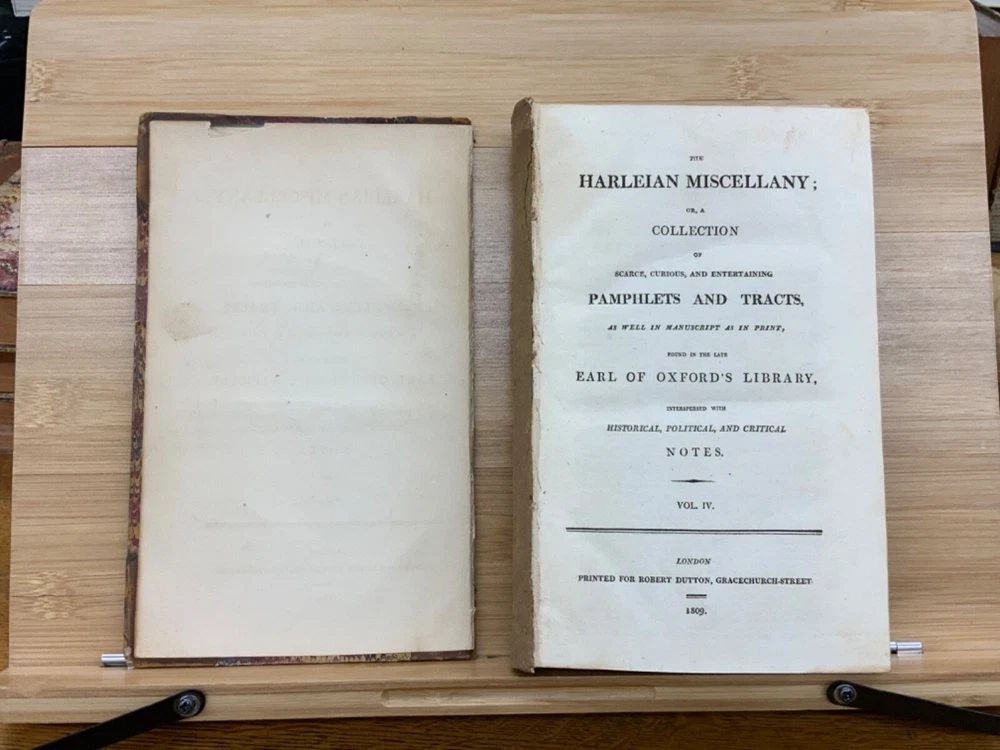 THE
HARLEIAN MISCELLANY;
OR, A
COLLECTION
OF
SCARCE, CURIOUS, AND ENTERTAINING
PAMPHLETS AND TRACTS,
AS WELL IN MANUSCRIPT AS IN PRINT,
FOUND IN THE LATE
EARL OF OXFORD'S LIBRARY,
INTERSPERSED WITH
HISTORICAL, POLITICAL, AND CRITICAL
NOTES.
VOL. IV.
LONDON
PRINTED FOR ROBERT DUTTON, GRACECHURCH-STREET
1809.